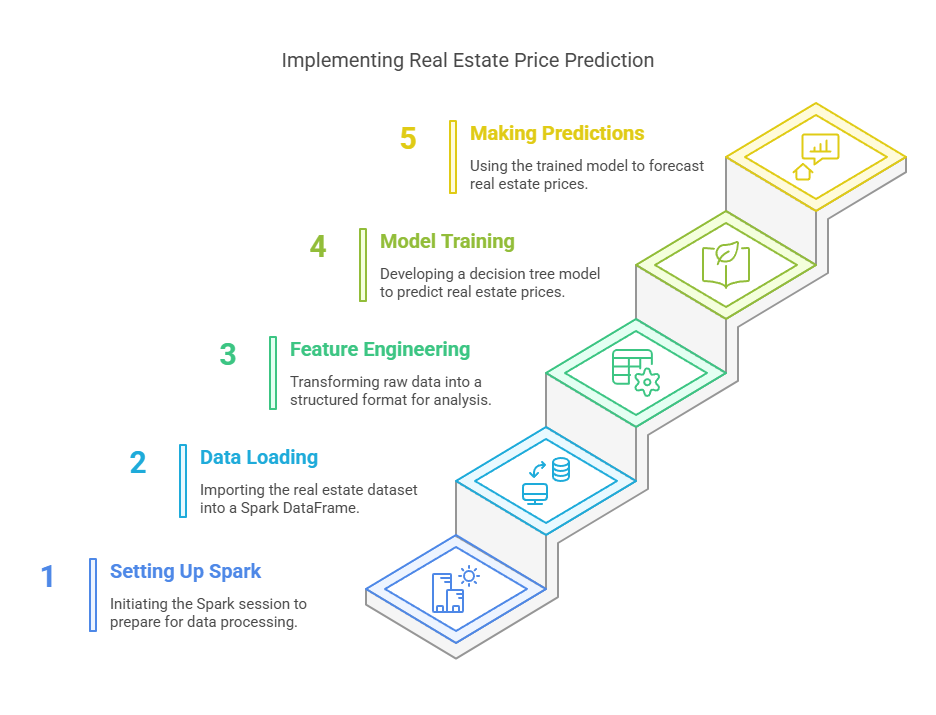 Implementing Real Estate Price Prediction
5
Making Predictions
Using the trained model to forecast
real estate prices.
4
Model Training
Developing a decision tree model
to predict real estate prices.
3
Feature Engineering
Transforming raw data into a
structured format for analysis.
2
Data Loading
Importing the real estate dataset
into a Spark DataFrame.
1
Setting Up Spark
Initiating the Spark session to
prepare for data processing.